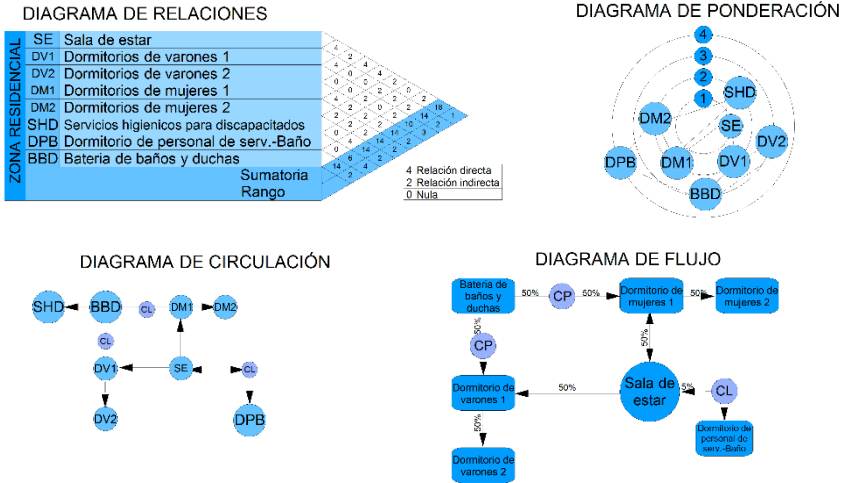 DIAGRAMA DE RELACIONES
ZONA RESIDENCIAL
SE Sala de estar
DV1 Dormitorios de varones 1
DV2 Dormitorios de varones 2
DM1 Dormitorios de mujeres 1
DM2 Dormitorios de mujeres 2
SHD Servicios higienicos para discapacitados
DPB Dormitorio de personal de serv.-Baño
BBD Bateria de baños y duchas
Sumatoria
Rango
4 Relación directa
2 Relación indirecta
0 Nula
DIAGRAMA DE PONDERACIÓN
4
3
2
1
SHD
DM2
SE
DV2
DPB
DM1
DV1
BBD
DIAGRAMA DE CIRCULACIÓN
SHD
BBD
CL
DM1
DM2
CL
DV1
SE
CL
DV2
DPB
DIAGRAMA DE FLUJO
Bateria de
baños y
duchas
50%
CP
50%
Dormitorio de
mujeres 1
50%
Dormitorio de
mujeres 2
50%
CP
50%
Dormitorio de
varones 1
50%
Sala de
estar
5%
CL
Dormitorio de
personal de
serv.-Baño
50%
Dormitorio de
varones 2